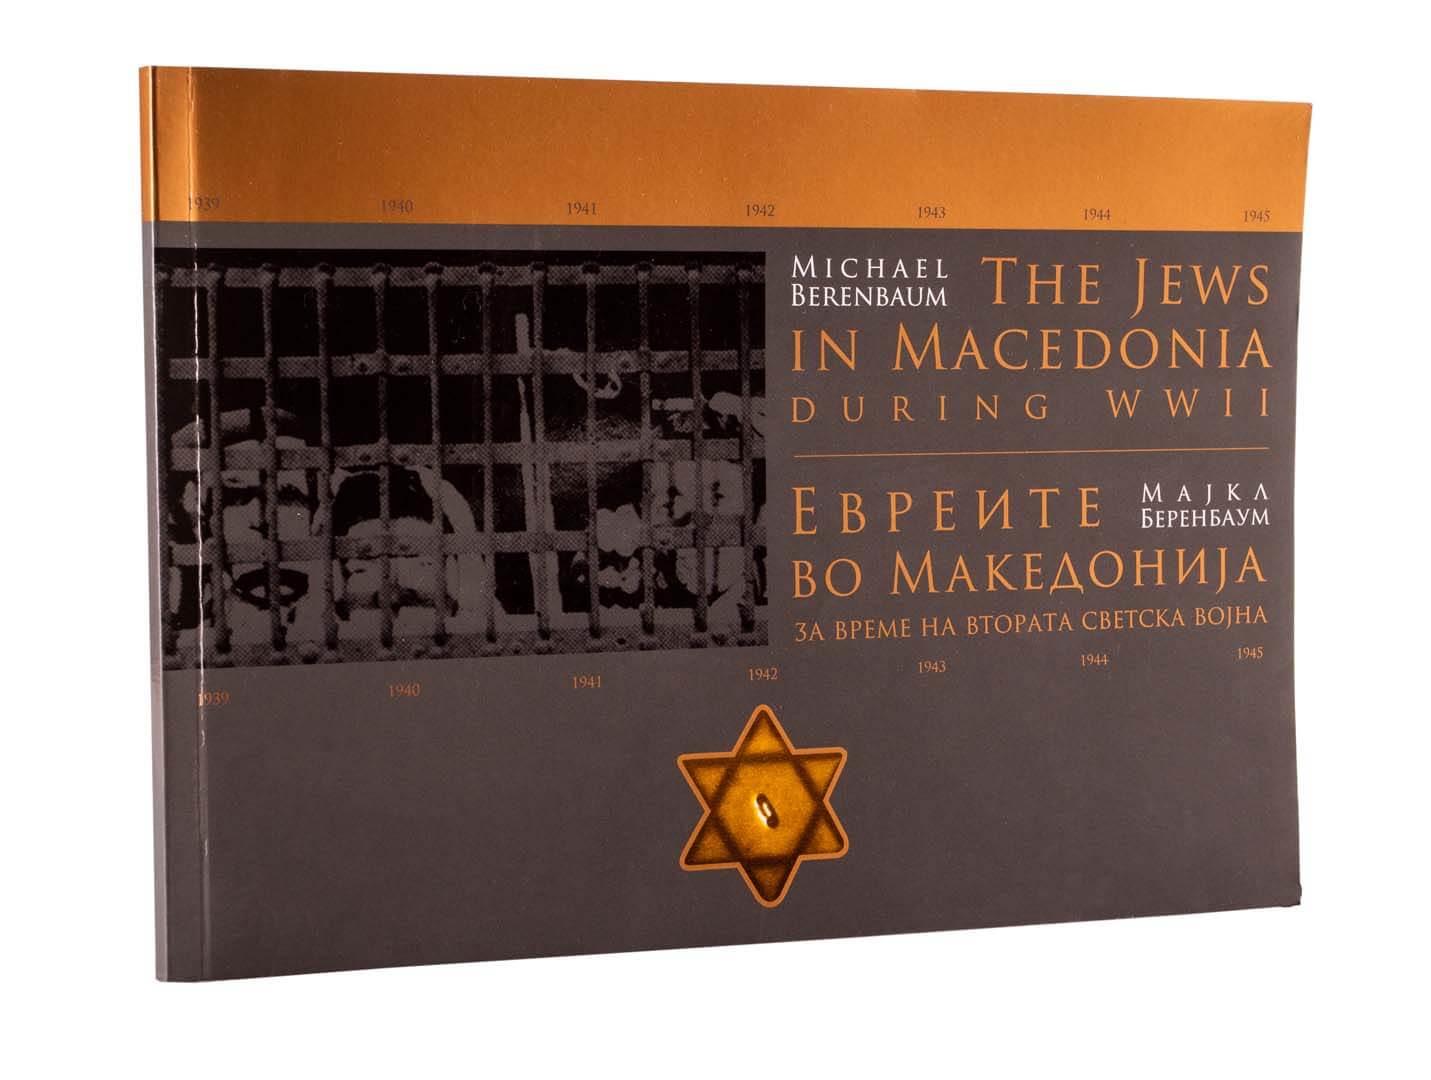 1939 1940 1941 1942 1943 1944 1945
MICHAEL
BERENBAUM
THE JEWS
IN MACEDONIA
DURING WWII
ЕВРЕИТЕ
МАЈКЛ
БЕРЕНБАУМ
ВО МАКЕДОНИЈА
ЗА ВРЕМЕ НА ВТОРАТА СВЕТСКА ВОЈНА
1939 1940 1941 1942 1943 1944 1945